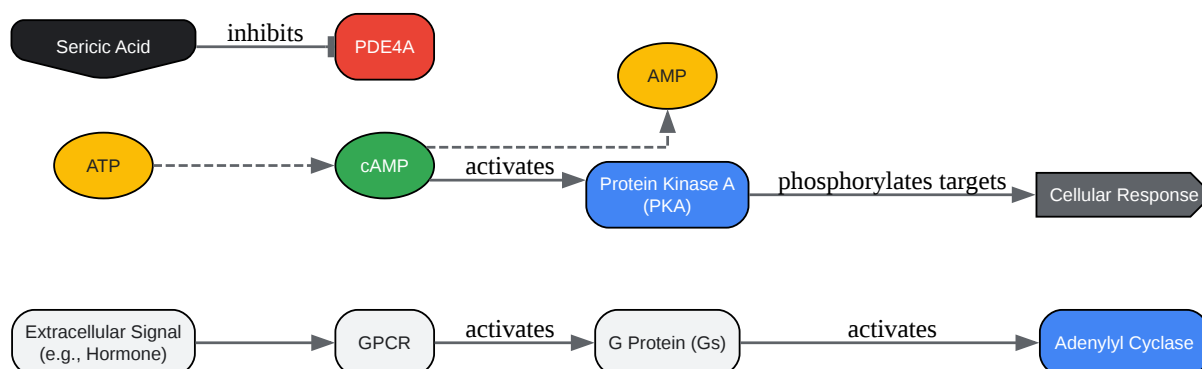 Sericic Acid
inhibits
PDE4A
AMP
ATP
cAMP
activates
Protein Kinase A
(PKA)
phosphorylates targets
Cellular Response
Extracellular Signal
(e.g., Hormone)
GPCR
activates
G Protein (Gs)
activates
Adenylyl Cyclase